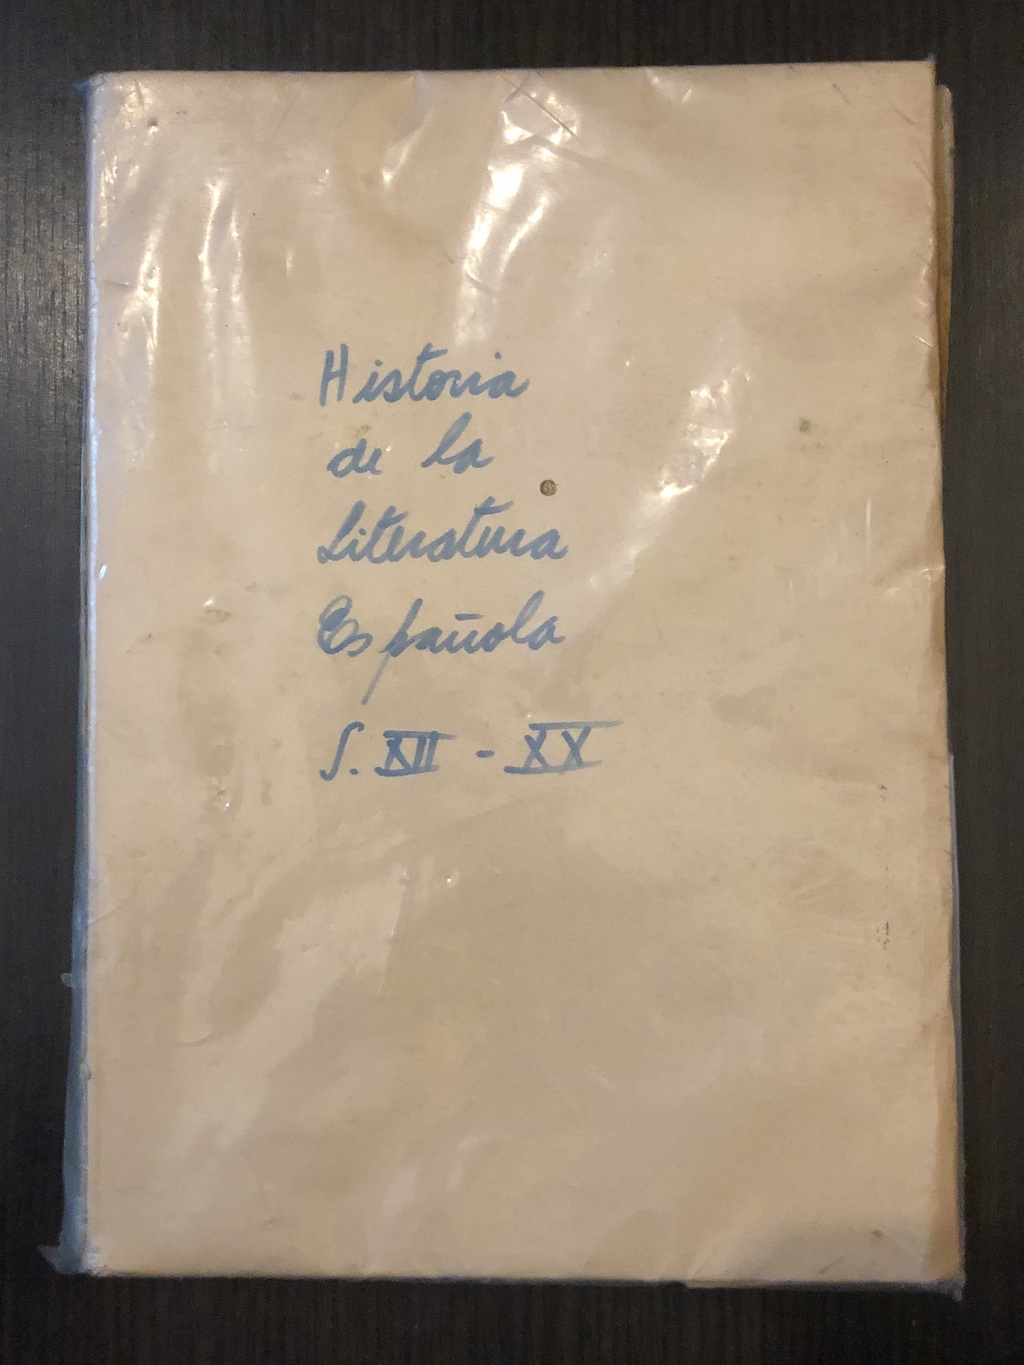 Historia
de la
Literatura
Española
S. XII - XX